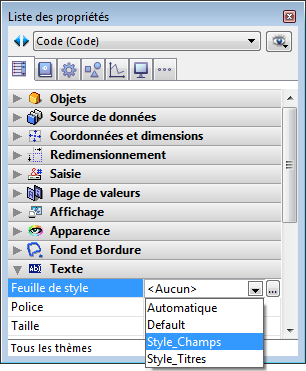 Liste des propriétés
Code (Code)
Objets
Source de données
Coordonnées et dimensions
Redimensionnement
Saisie
Plage de valeurs
Affichage
Apparence
Fond et Bordure
Texte
Feuille de style <Aucun> ...
Police Automatique
Taille Default
Style_Champs
Style_Titres
Tous les thèmes